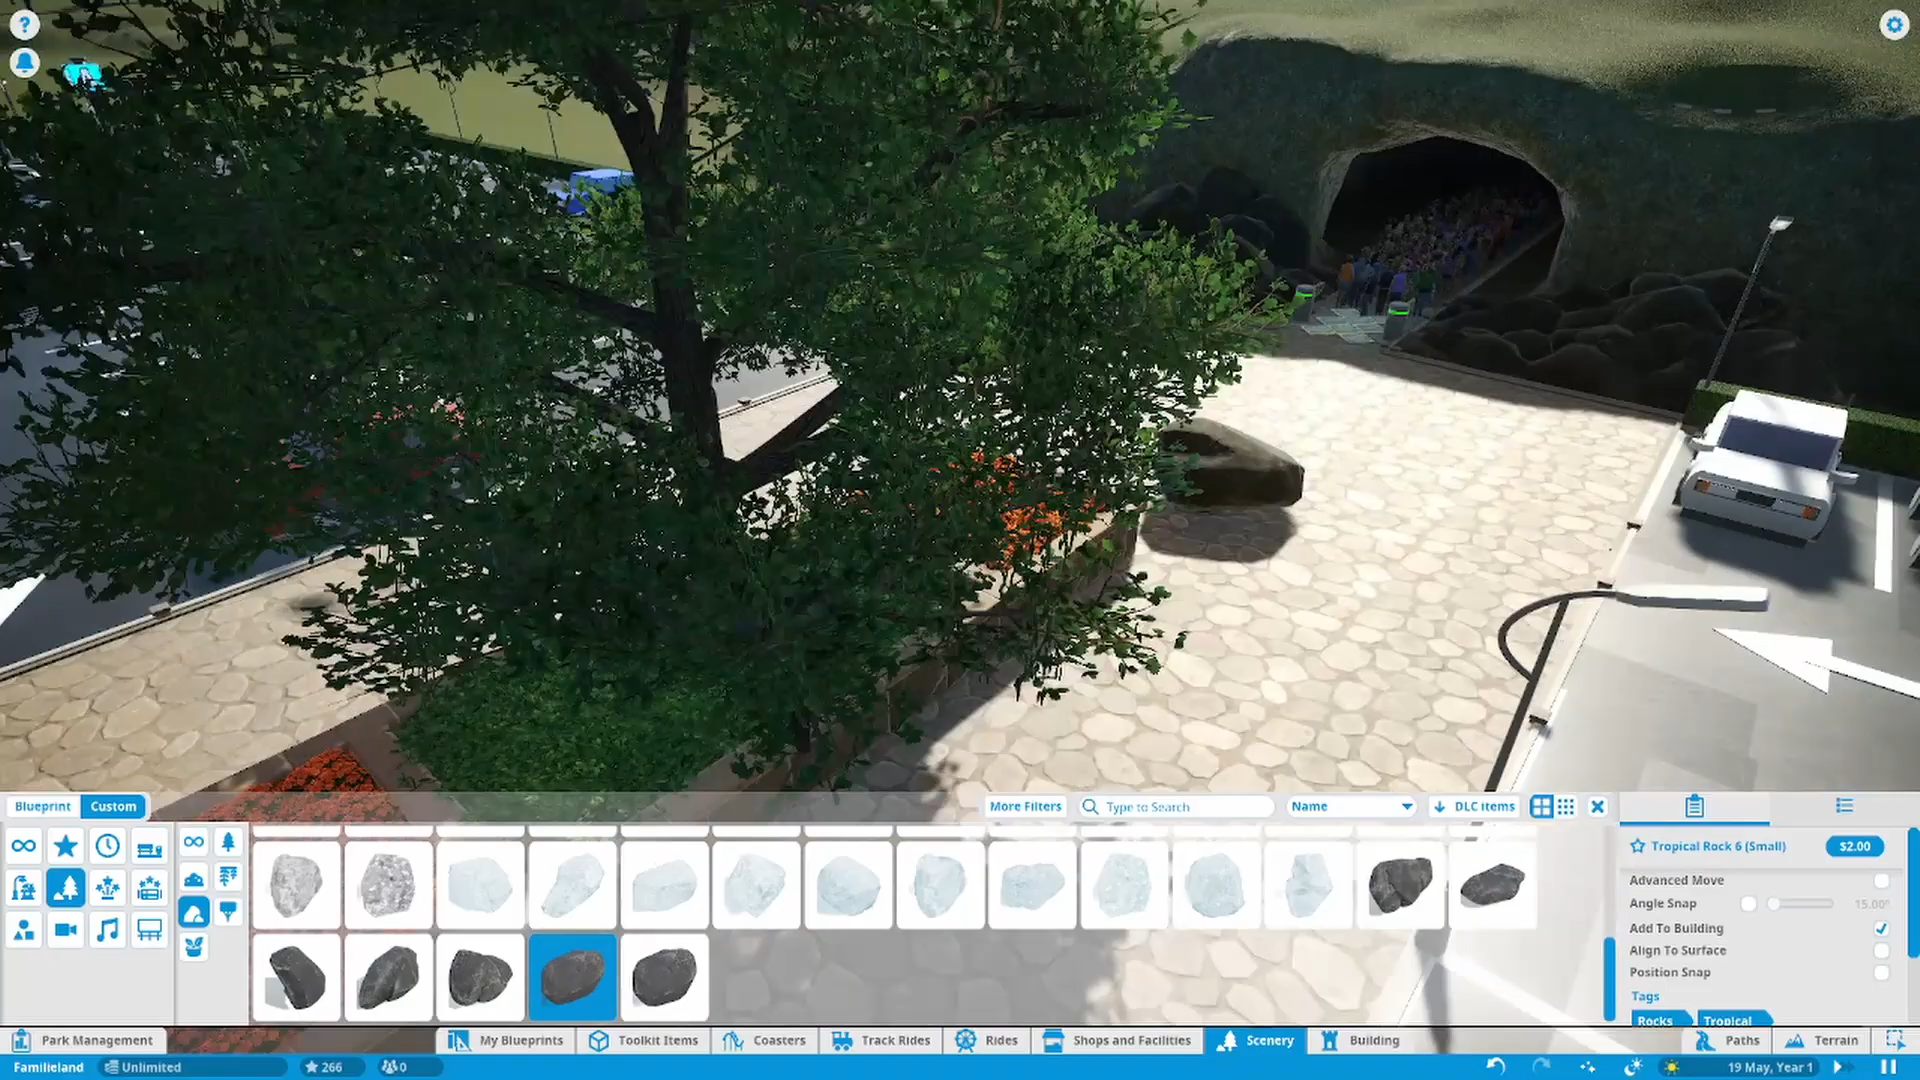 ?
Blueprint
Custom
More Filters
Type to Search
Name
DLC Items
Tropical Rock 6 (Small)
$2.00
Advanced Move
Angle Snap
15.00°
Add To Building
Align To Surface
Position Snap
Tags
Rocks
Tropical
Park Management
My Blueprints
Toolkit Items
Coasters
Track Rides
Rides
Shops and Facilities
Scenery
Building
Paths
Terrain
Familieland
Unlimited
266
0
19 May, Year 1